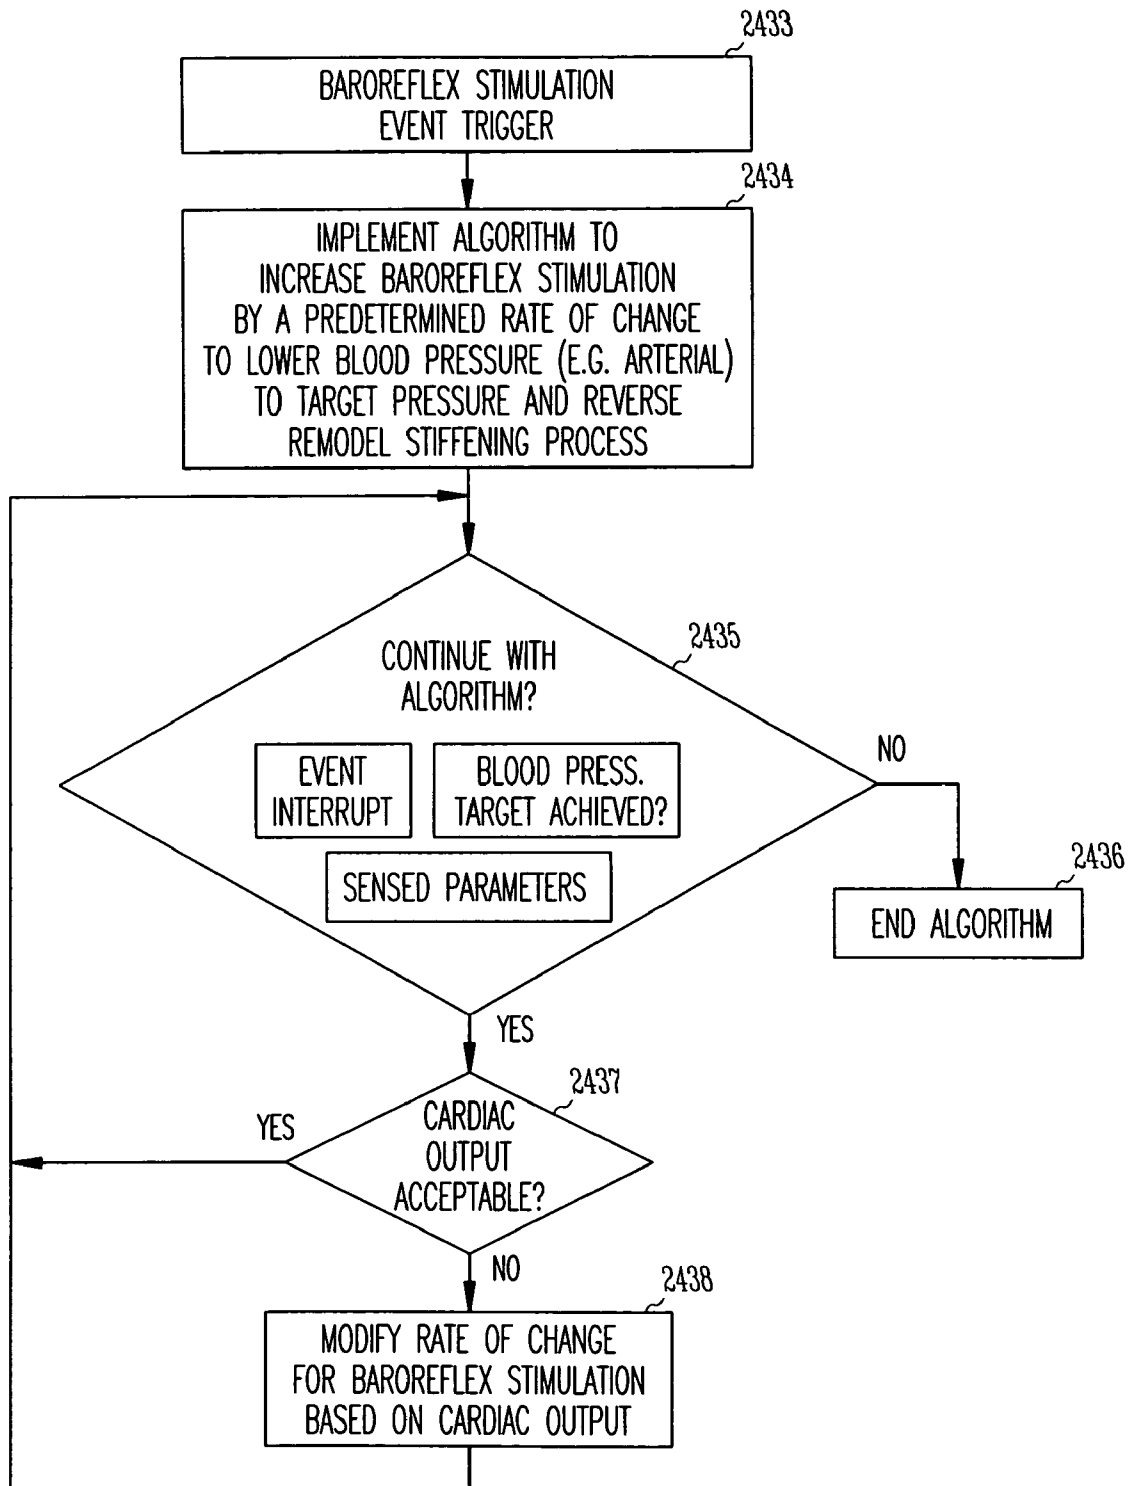 2433
BAROREFLEX STIMULATION
EVENT TRIGGER
2434
IMPLEMENT ALGORITHM TO
INCREASE BAROREFLEX STIMULATION
BY A PREDETERMINED RATE OF CHANGE
TO LOWER BLOOD PRESSURE (E.G. ARTERIAL)
TO TARGET PRESSURE AND REVERSE
REMODEL STIFFENING PROCESS
2435
CONTINUE WITH
ALGORITHM?
EVENT
INTERRUPT
BLOOD PRESS.
TARGET ACHIEVED?
SENSED PARAMETERS
NO
2436
END ALGORITHM
YES
2437
CARDIAC
OUTPUT
ACCEPTABLE?
YES
NO
2438
MODIFY RATE OF CHANGE
FOR BAROREFLEX STIMULATION
BASED ON CARDIAC OUTPUT